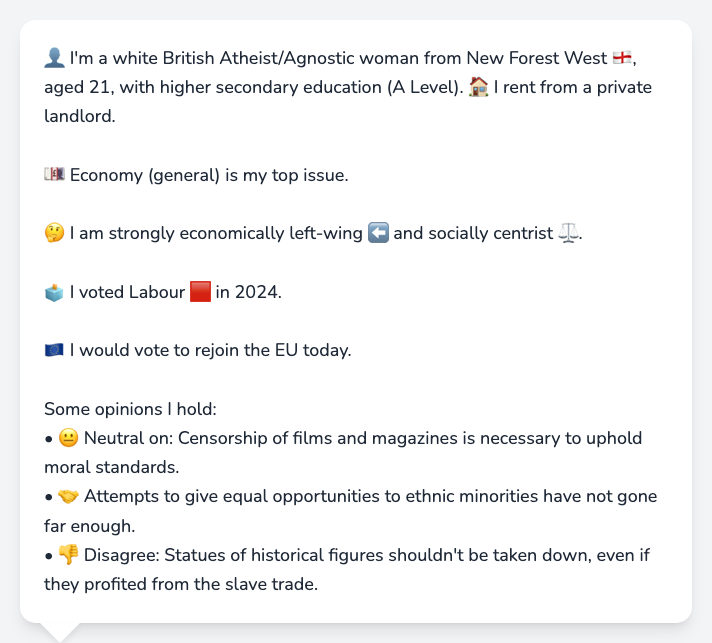 👤 I'm a white British Atheist/Agnostic woman from New Forest West 🏴󠁧󠁢󠁥󠁮󠁧󠁿,
aged 21, with higher secondary education (A Level). 🏠 I rent from a private
landlord.
💷 Economy (general) is my top issue.
🤔 I am strongly economically left-wing ⬅️ and socially centrist ⚖️.
🗳️ I voted Labour 🟥 in 2024.
🇪🇺 I would vote to rejoin the EU today.
Some opinions I hold:
• 😐 Neutral on: Censorship of films and magazines is necessary to uphold
moral standards.
• 🤝 Attempts to give equal opportunities to ethnic minorities have not gone
far enough.
• 👎 Disagree: Statues of historical figures shouldn't be taken down, even if
they profited from the slave trade.